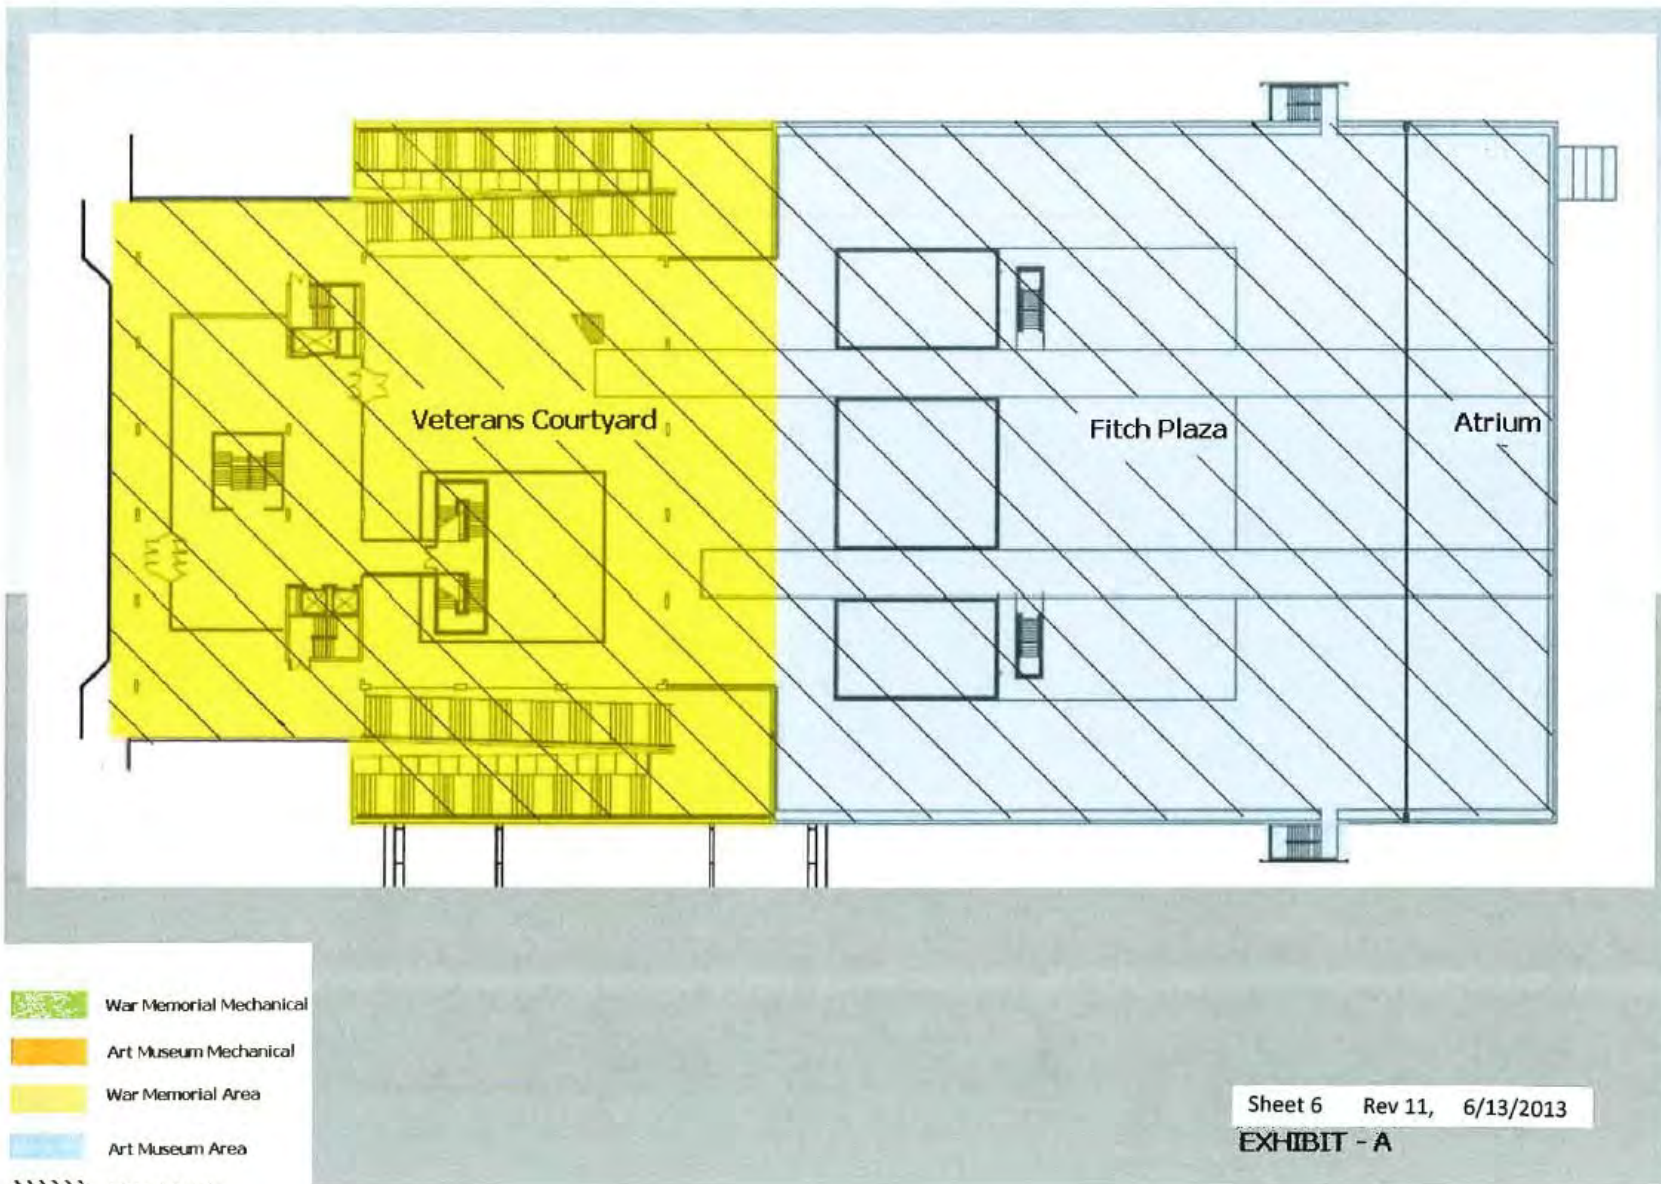 Veterans Courtyard
Fitch Plaza
Atrium
War Memorial Mechanical
Art Museum Mechanical
War Memorial Area
Art Museum Area
Sheet 6 Rev 11, 6/13/2013
EXHIBIT - A